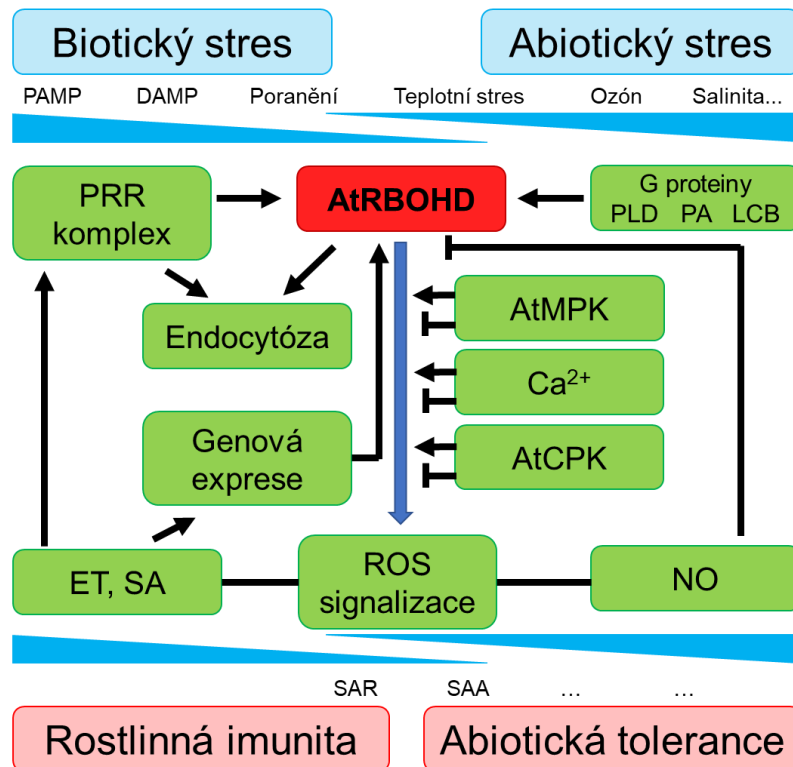 Biotický stres
Abiotický stres
PAMP DAMP Poranění Teplotní stres Ozón Salinita...
PRR
komplex
AtRBOHD
G proteiny
PLD PA LCB
Endocytóza
AtMPK
Ca²⁺
Genová
exprese
AtCPK
ET, SA
ROS
signalizace
NO
SAR SAA ... ...
Rostlinná imunita
Abiotická tolerance